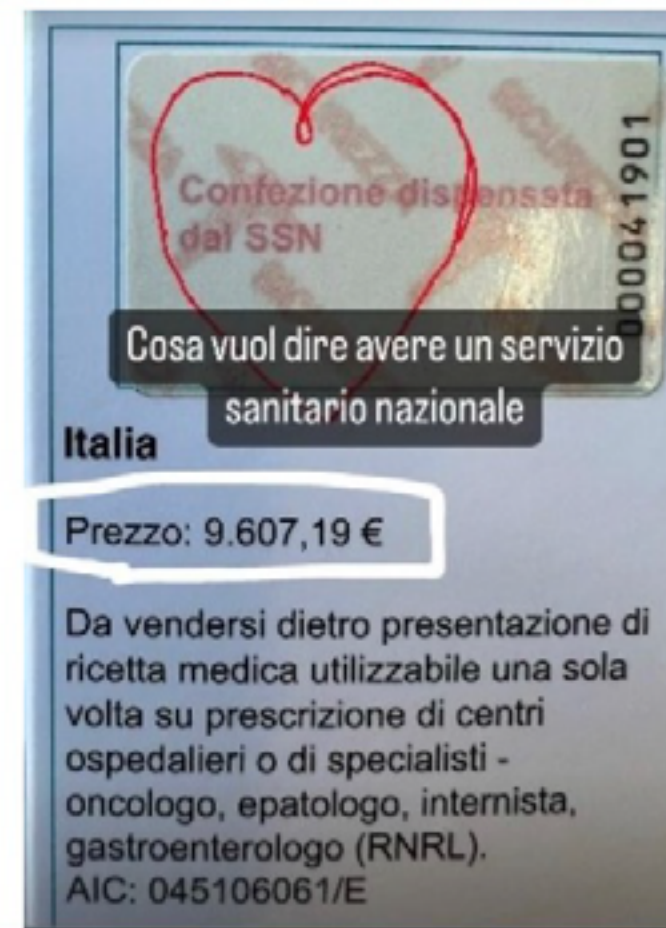 Confezione dispensata
dal SSN
000041901
Cosa vuol dire avere un servizio
sanitario nazionale
Italia
Prezzo: 9.607,19 €
Da vendersi dietro presentazione di
ricetta medica utilizzabile una sola
volta su prescrizione di centri
ospedalieri o di specialisti -
oncologo, epatologo, internista,
gastroenterologo (RNRL).
AIC: 045106061/E